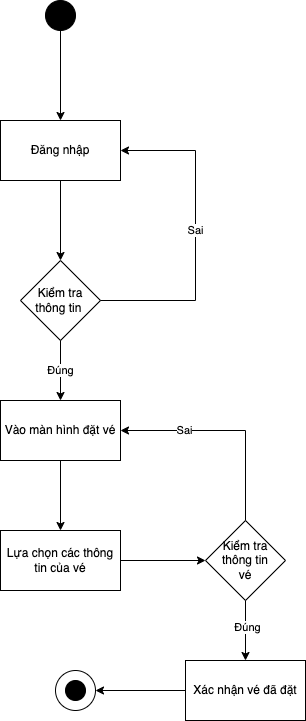 Đăng nhập
Sai
Kiểm tra
thông tin
Đúng
Vào màn hình đặt vé
Sai
Lựa chọn các thông
tin của vé
Kiểm tra
thông tin
vé
Đúng
Xác nhận vé đã đặt